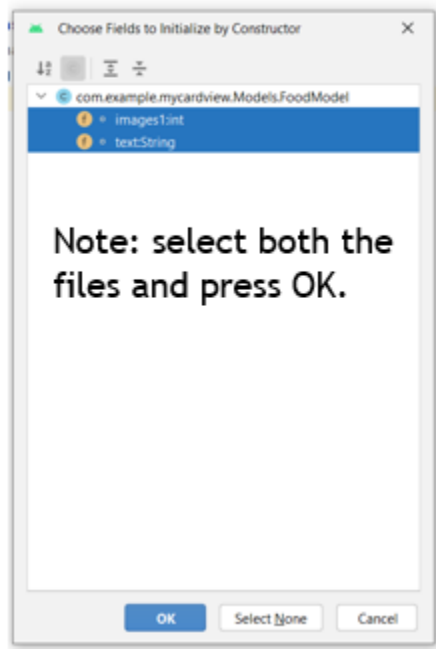 Choose Fields to Initialize by Constructor
com.example.mycardview.Models.FoodModel
images1:int
text:String
Note: select both the
files and press OK.
OK Select None Cancel